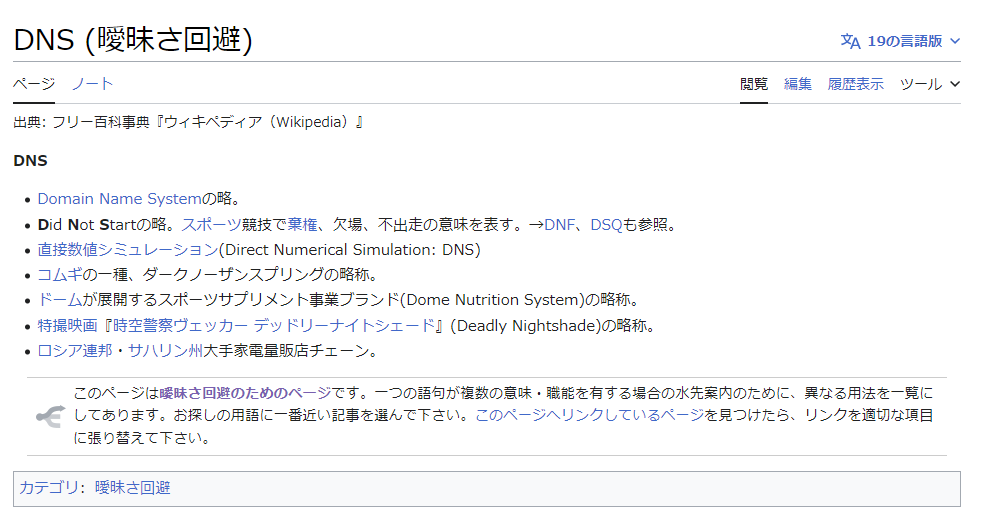 DNS (曖昧さ回避)
19の言語版
ページ ノート 閲覧 編集 履歴表示 ツール
出典: フリー百科事典『ウィキペディア（Wikipedia）』
DNS
Domain Name Systemの略。
Did Not Startの略。スポーツ競技で棄権、欠場、不出走の意味を表す。→DNF、DSQも参照。
直接数値シミュレーション(Direct Numerical Simulation: DNS)
コムギの一種、ダークノーザンスプリングの略称。
ドームが展開するスポーツサプリメント事業ブランド(Dome Nutrition System)の略称。
特撮映画『時空警察ヴェッカー デッドリーナイトシェード』(Deadly Nightshade)の略称。
ロシア連邦・サハリン州大手家電量販店チェーン。
このページは曖昧さ回避のためのページです。一つの語句が複数の意味・職能を有する場合の水先案内のために、異なる用法を一覧に
してあります。お探しの用語に一番近い記事を選んで下さい。このページへリンクしているページを見つけたら、リンクを適切な項目
に張り替えて下さい。
カテゴリ: 曖昧さ回避